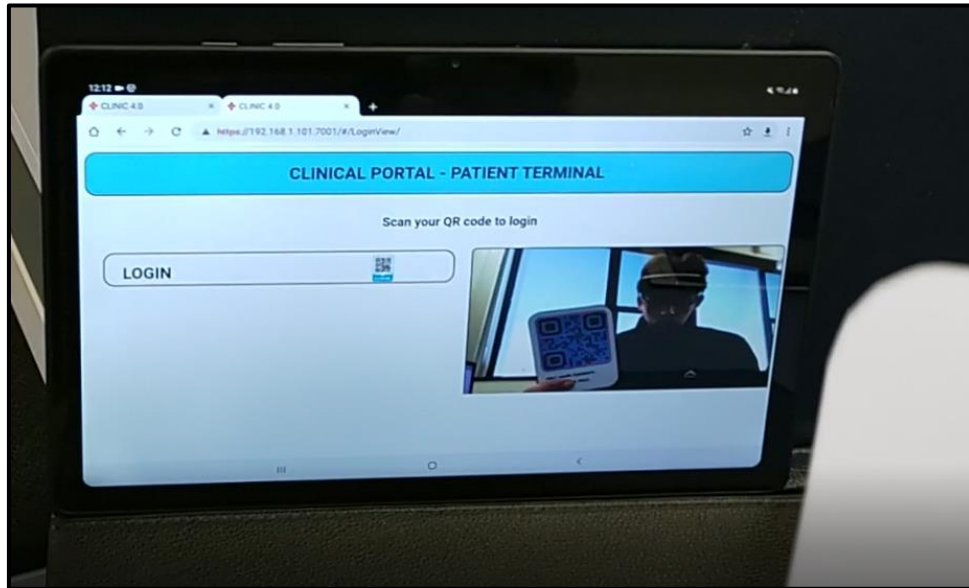 12:12
CLINIC 4.0 CLINIC 4.0
https://192.168.1.101:7001/#/LoginView/
CLINICAL PORTAL - PATIENT TERMINAL
Scan your QR code to login
LOGIN